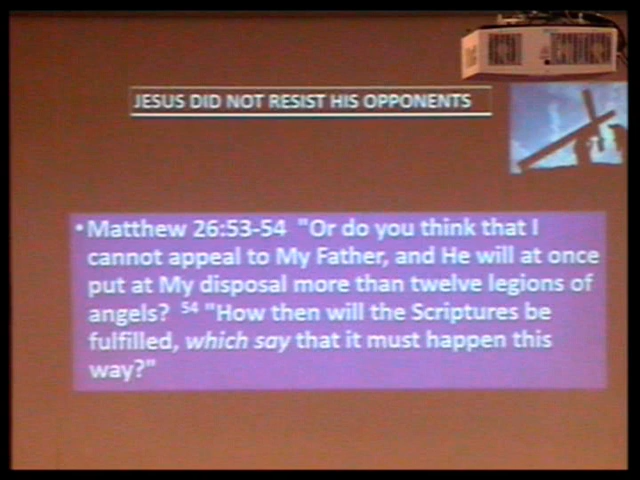 JESUS DID NOT RESIST HIS OPPONENTS
• Matthew 26:53-54 "Or do you think that I
cannot appeal to My Father, and He will at once
put at My disposal more than twelve legions of
angels? 54 "How then will the Scriptures be
fulfilled, which say that it must happen this
way?"